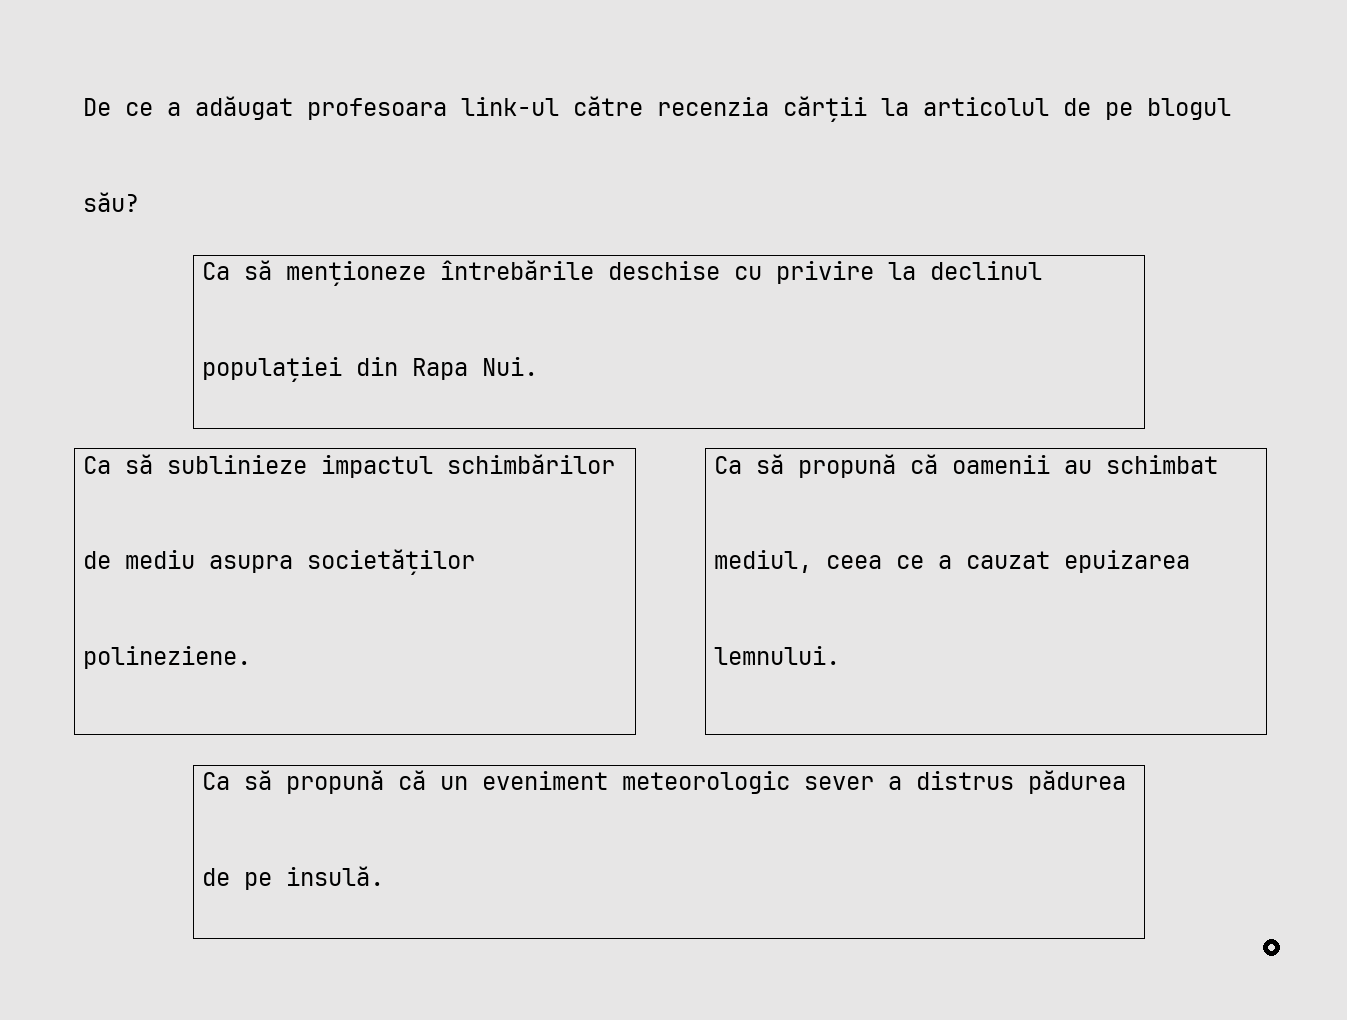 De ce a adăugat profesoara link-ul către recenzia cărții la articolul de pe blogul
său?
Ca să menționeze întrebările deschise cu privire la declinul
populației din Rapa Nui.
Ca să sublinieze impactul schimbărilor
de mediu asupra societăților
polineziene.
Ca să propună că oamenii au schimbat
mediul, ceea ce a cauzat epuizarea
lemnului.
Ca să propună că un eveniment meteorologic sever a distrus pădurea
de pe insulă.